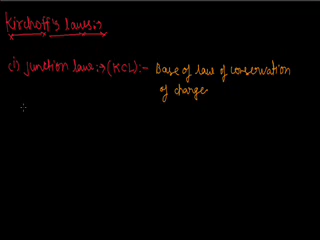 Kirchoff's Laws :→
(i) junction law :→ (KCL) :- Base of law of conservation
of charge.